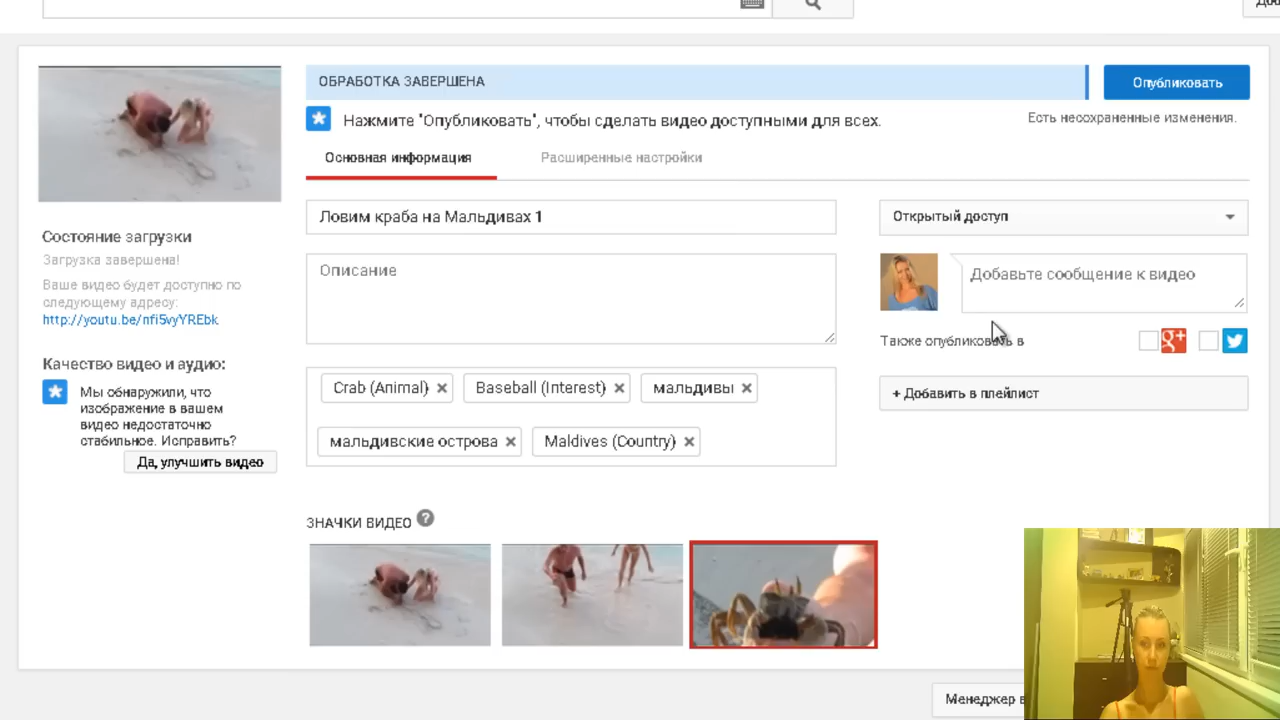 ОБРАБОТКА ЗАВЕРШЕНА
Опубликовать
Нажмите "Опубликовать", чтобы сделать видео доступными для всех.
Есть несохраненные изменения.
Основная информация
Расширенные настройки
Ловим краба на Мальдивах 1
Открытый доступ
Состояние загрузки
Загрузка завершена!
Ваше видео будет доступно по
следующему адресу:
http://youtu.be/nfi5vyYREbk
Описание
Добавьте сообщение к видео
Также опубликовать в
g+
Качество видео и аудио:
Мы обнаружили, что
изображение в вашем
видео недостаточно
стабильное. Исправить?
Да, улучшить видео
Crab (Animal)
Baseball (Interest)
мальдивы
+ Добавить в плейлист
мальдивские острова
Maldives (Country)
ЗНАЧКИ ВИДЕО ?
Менеджер в